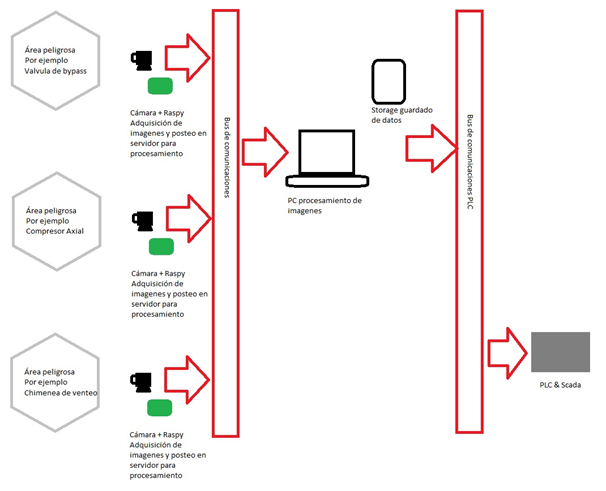 Área peligrosa
Por ejemplo
Valvula de bypass
Cámara + Raspy
Adquisición de
imagenes y posteo en
servidor para
procesamiento
Bus de comunicaciones
Storage guardado
de datos
PC procesamiento de
imagenes
Bus de comunicaciones PLC
Área peligrosa
Por ejemplo
Compresor Axial
Cámara + Raspy
Adquisición de
imagenes y posteo en
servidor para
procesamiento
Área peligrosa
Por ejemplo
Chimenea de venteo
Cámara + Raspy
Adquisición de
imagenes y posteo en
servidor para
procesamiento
PLC & Scada